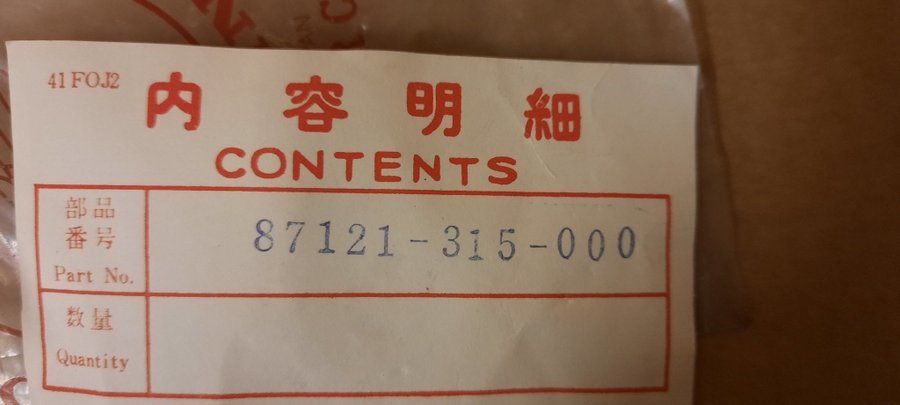 41FOJ2
内容明細
CONTENTS
部品
番号
Part No.
87121-315-000
数量
Quantity